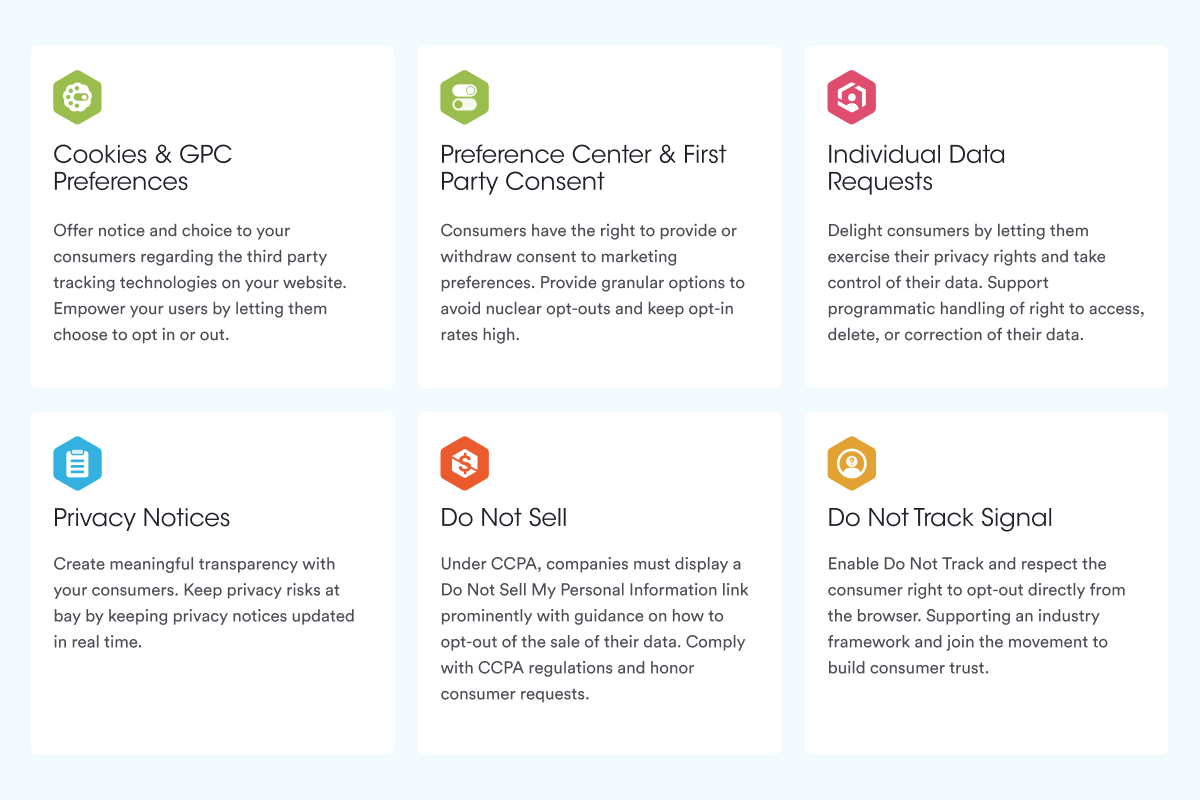 Cookies & GPC
Preferences
Offer notice and choice to your
consumers regarding the third party
tracking technologies on your website.
Empower your users by letting them
choose to opt in or out.
Preference Center & First
Party Consent
Consumers have the right to provide or
withdraw consent to marketing
preferences. Provide granular options to
avoid nuclear opt-outs and keep opt-in
rates high.
Individual Data
Requests
Delight consumers by letting them
exercise their privacy rights and take
control of their data. Support
programmatic handling of right to access,
delete, or correction of their data.
Privacy Notices
Create meaningful transparency with
your consumers. Keep privacy risks at
bay by keeping privacy notices updated
in real time.
Do Not Sell
Under CCPA, companies must display a
Do Not Sell My Personal Information link
prominently with guidance on how to
opt-out of the sale of their data. Comply
with CCPA regulations and honor
consumer requests.
Do Not Track Signal
Enable Do Not Track and respect the
consumer right to opt-out directly from
the browser. Supporting an industry
framework and join the movement to
build consumer trust.